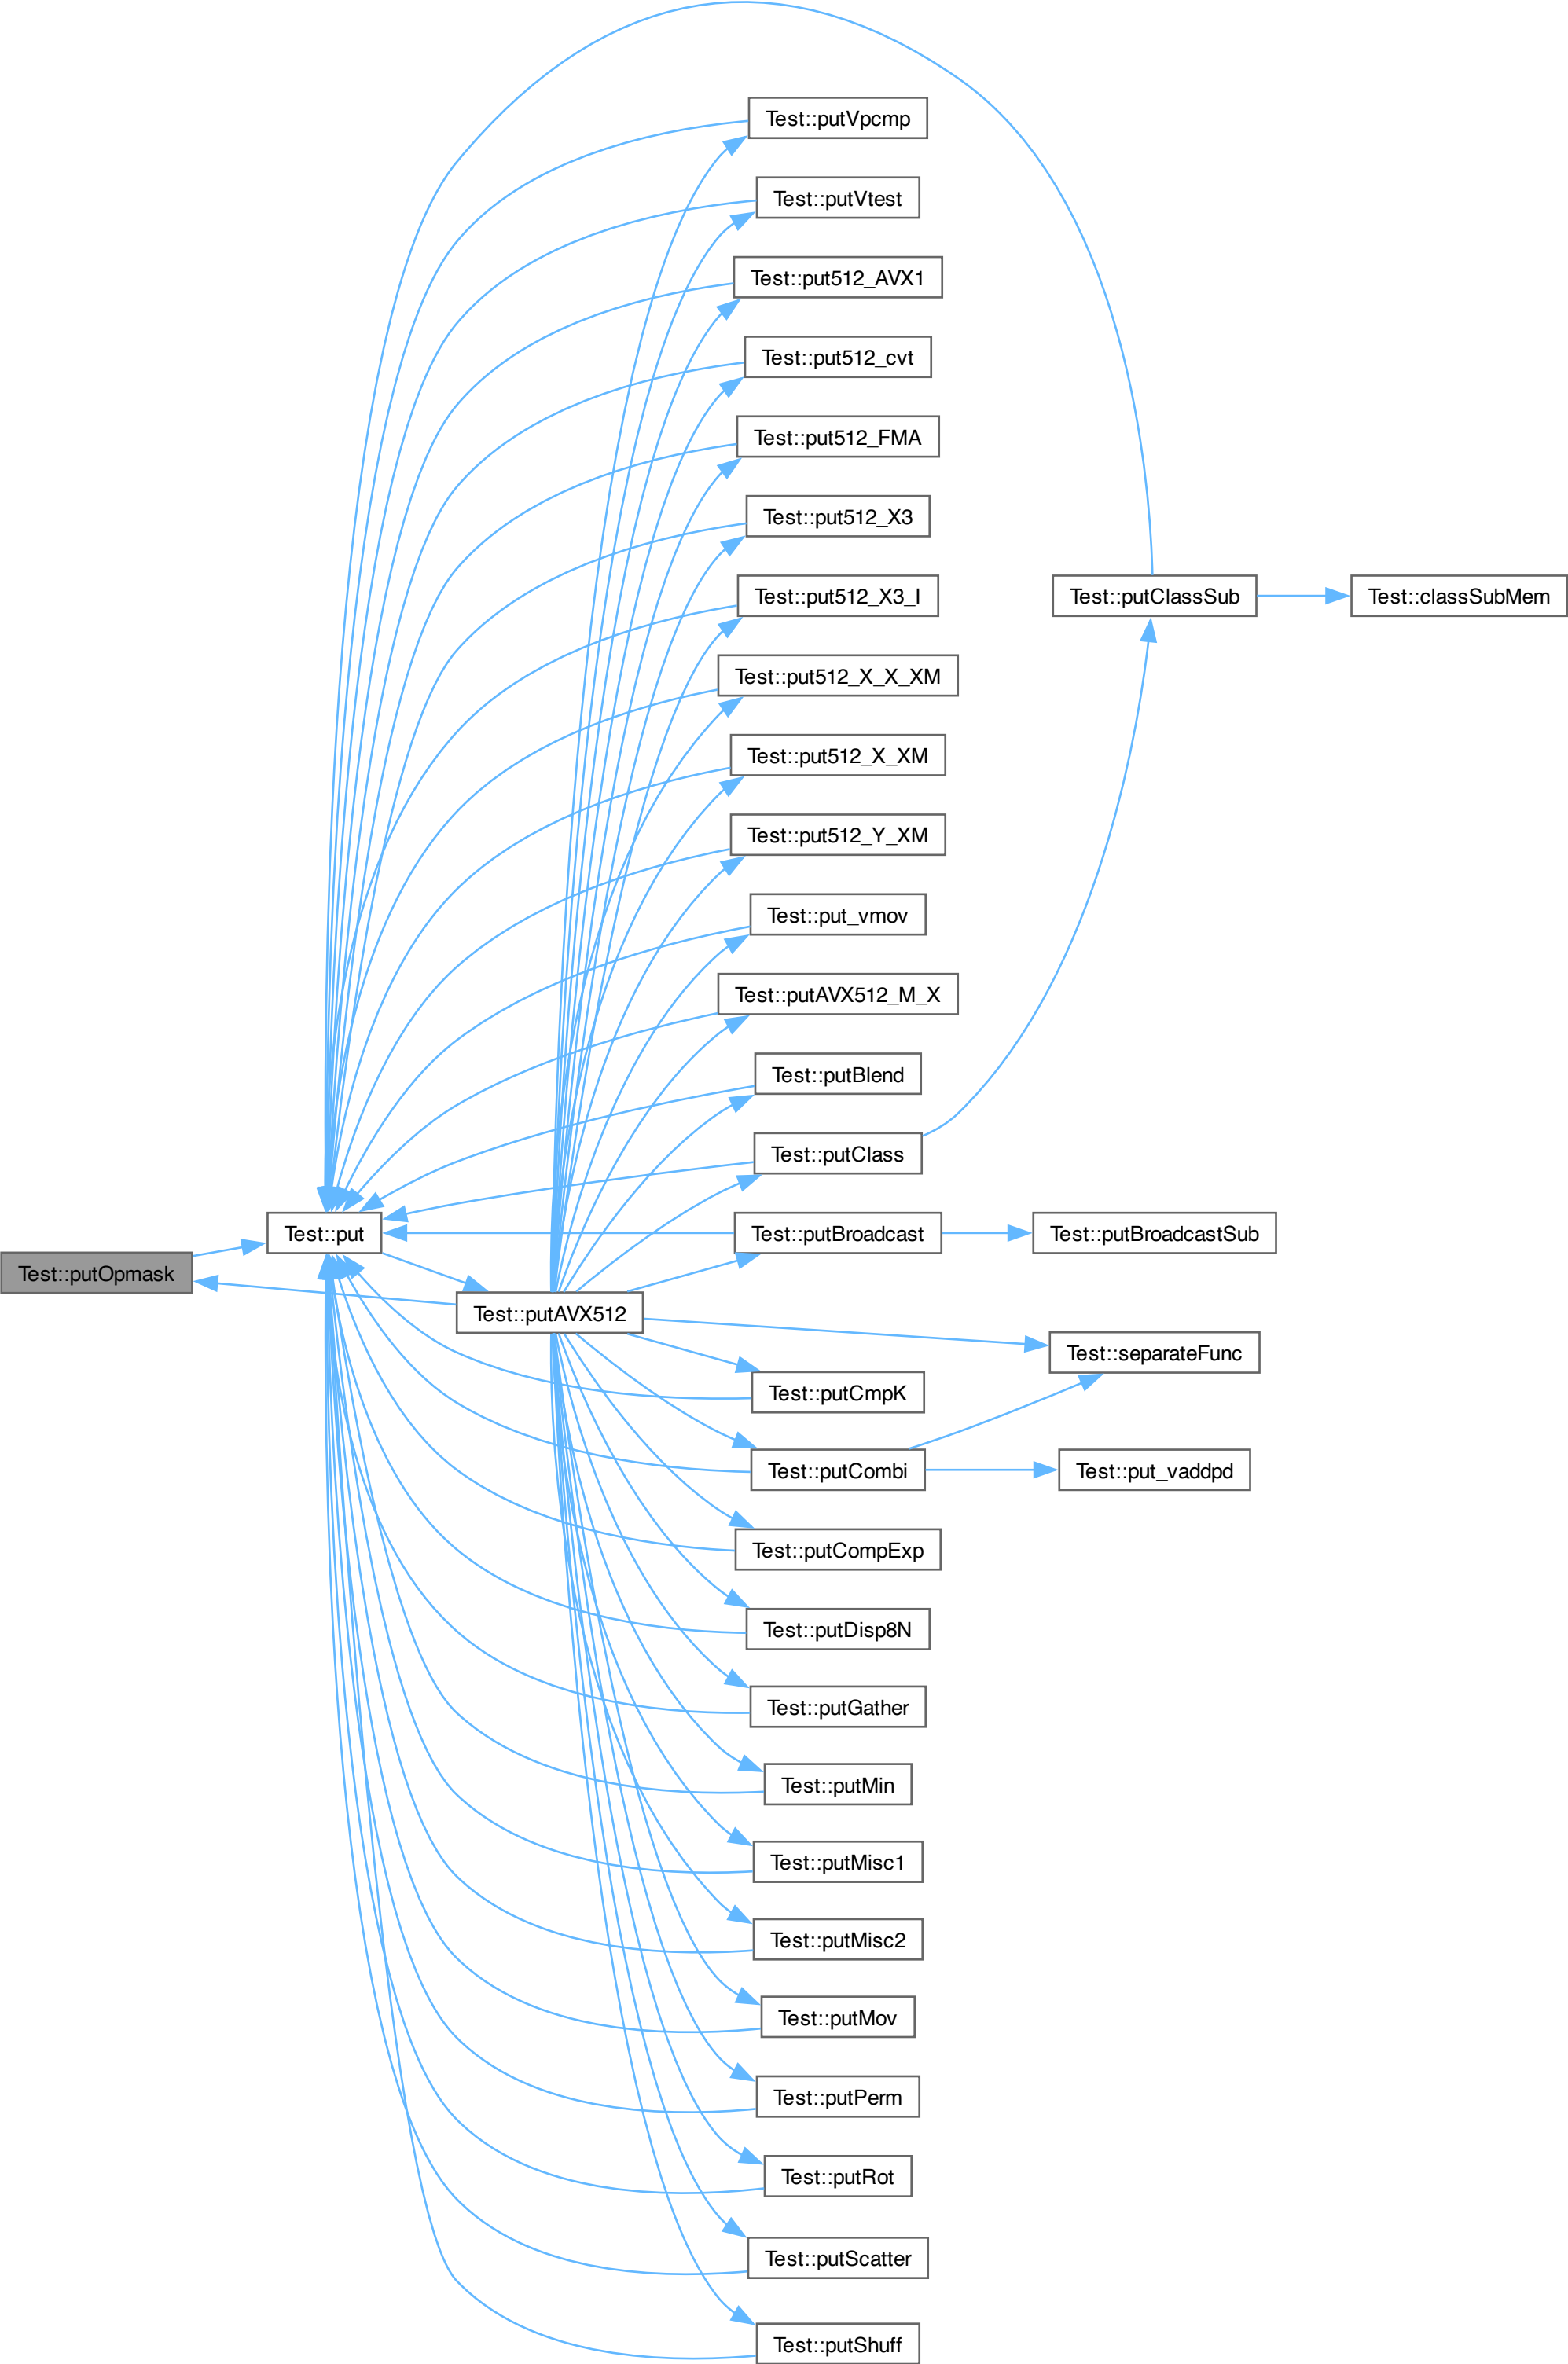 Test::putVpcmp
Test::putVtest
Test::put512_AVX1
Test::put512_cvt
Test::put512_FMA
Test::put512_X3
Test::put512_X3_I
Test::putClassSub
Test::classSubMem
Test::put512_X_X_XM
Test::put512_X_XM
Test::put512_Y_XM
Test::put_vmov
Test::putAVX512_M_X
Test::putBlend
Test::putClass
Test::put
Test::putBroadcast
Test::putBroadcastSub
Test::putOpmask
Test::putAVX512
Test::separateFunc
Test::putCmpK
Test::putCombi
Test::put_vaddpd
Test::putCompExp
Test::putDisp8N
Test::putGather
Test::putMin
Test::putMisc1
Test::putMisc2
Test::putMov
Test::putPerm
Test::putRot
Test::putScatter
Test::putShuff